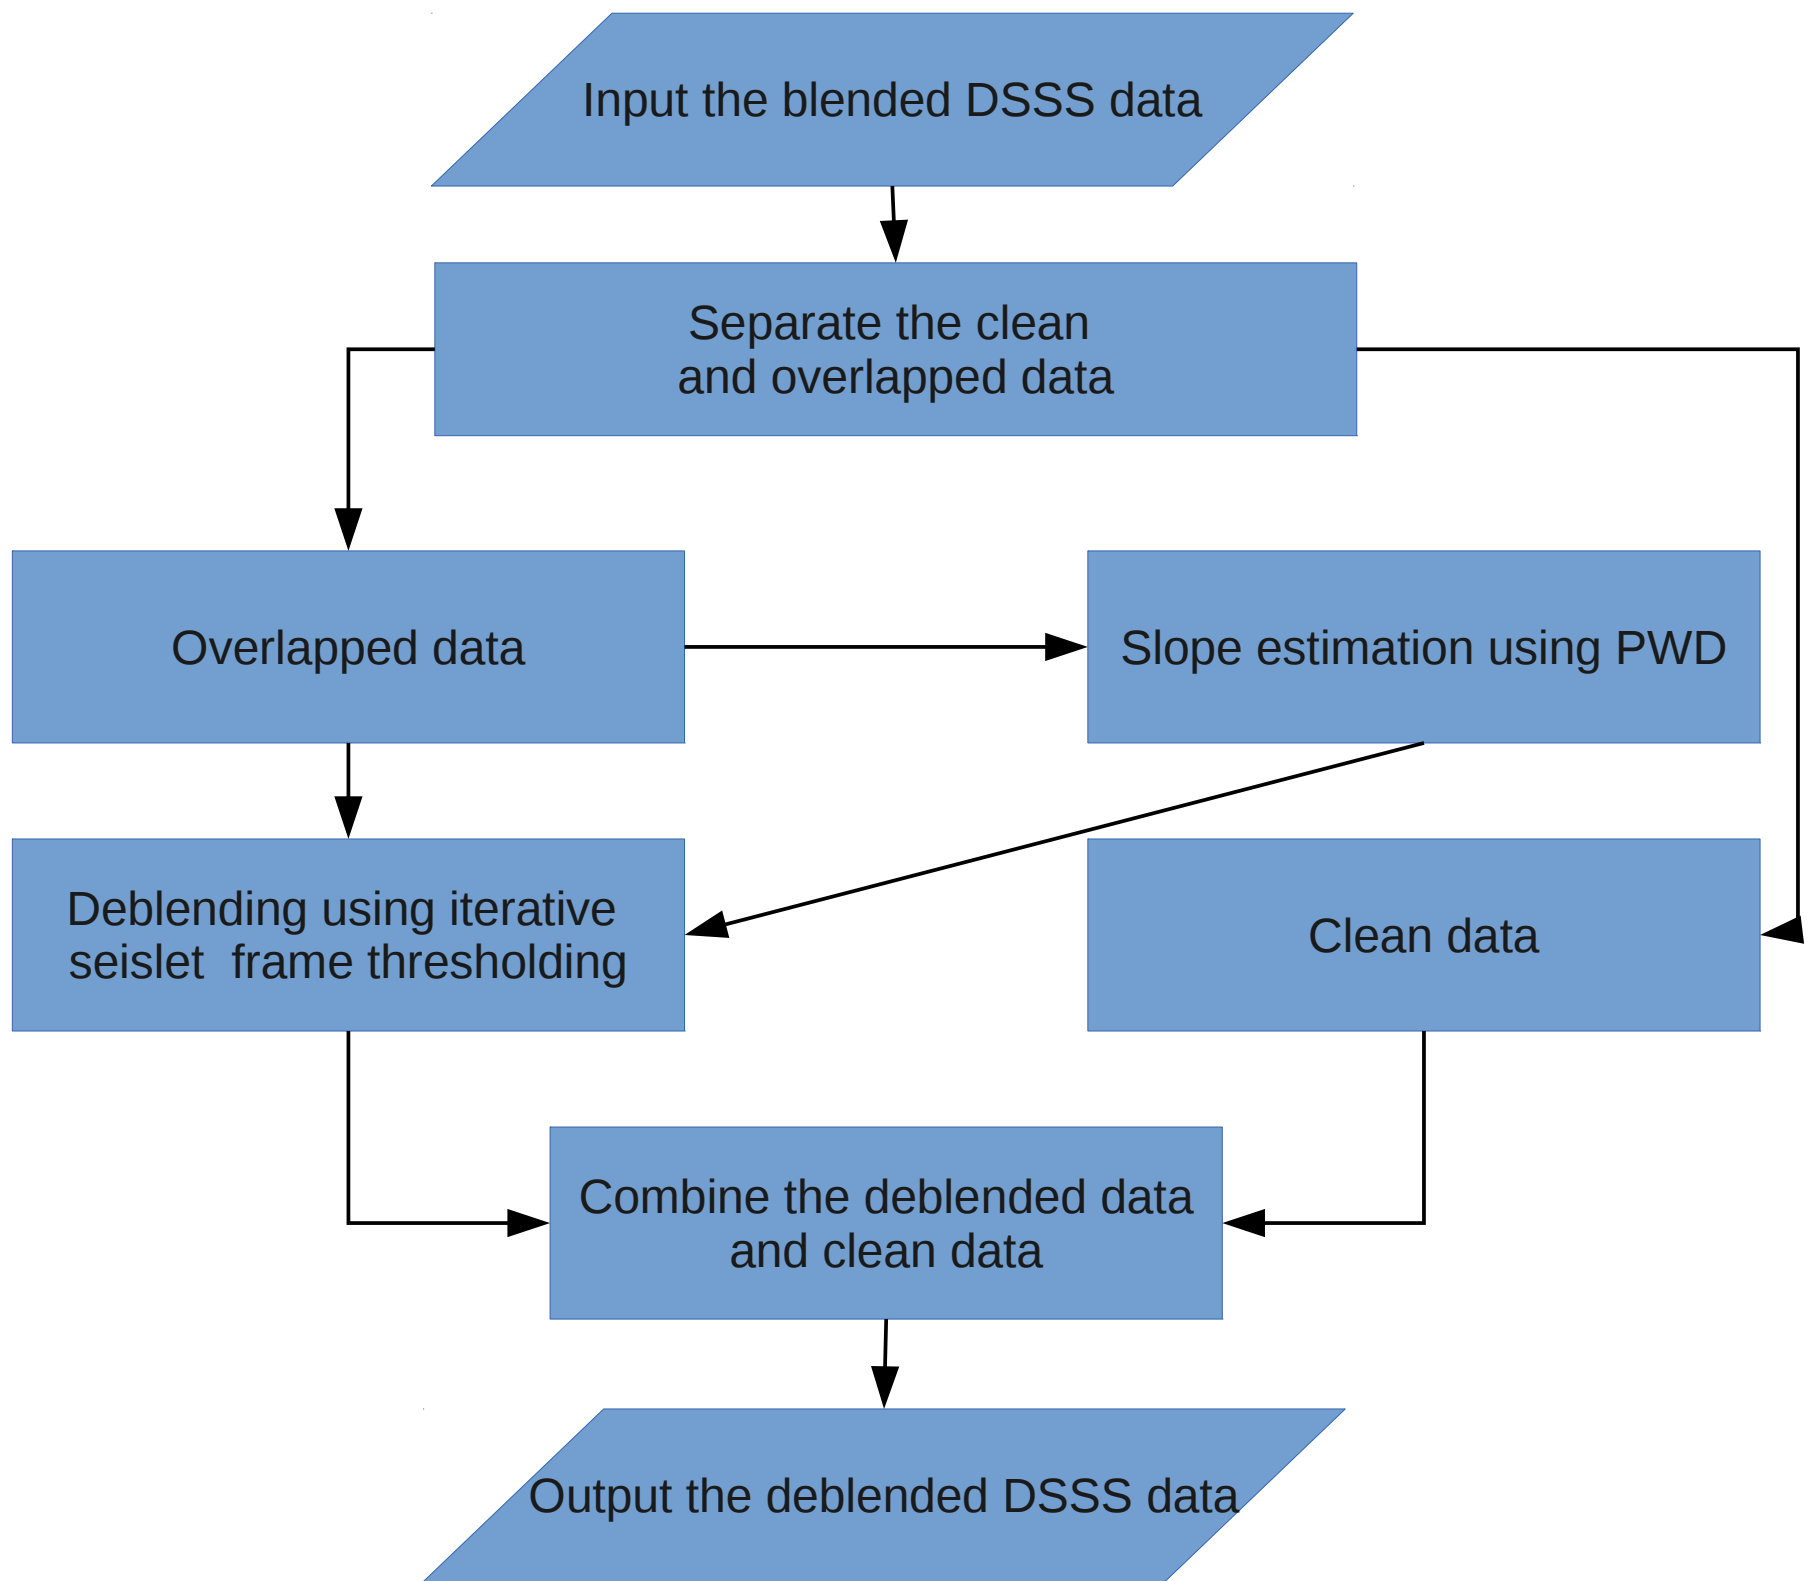 Input the blended DSSS data
Separate the clean
and overlapped data
Overlapped data
Slope estimation using PWD
Deblending using iterative
seislet  frame thresholding
Clean data
Combine the deblended data
and clean data
Output the deblended DSSS data